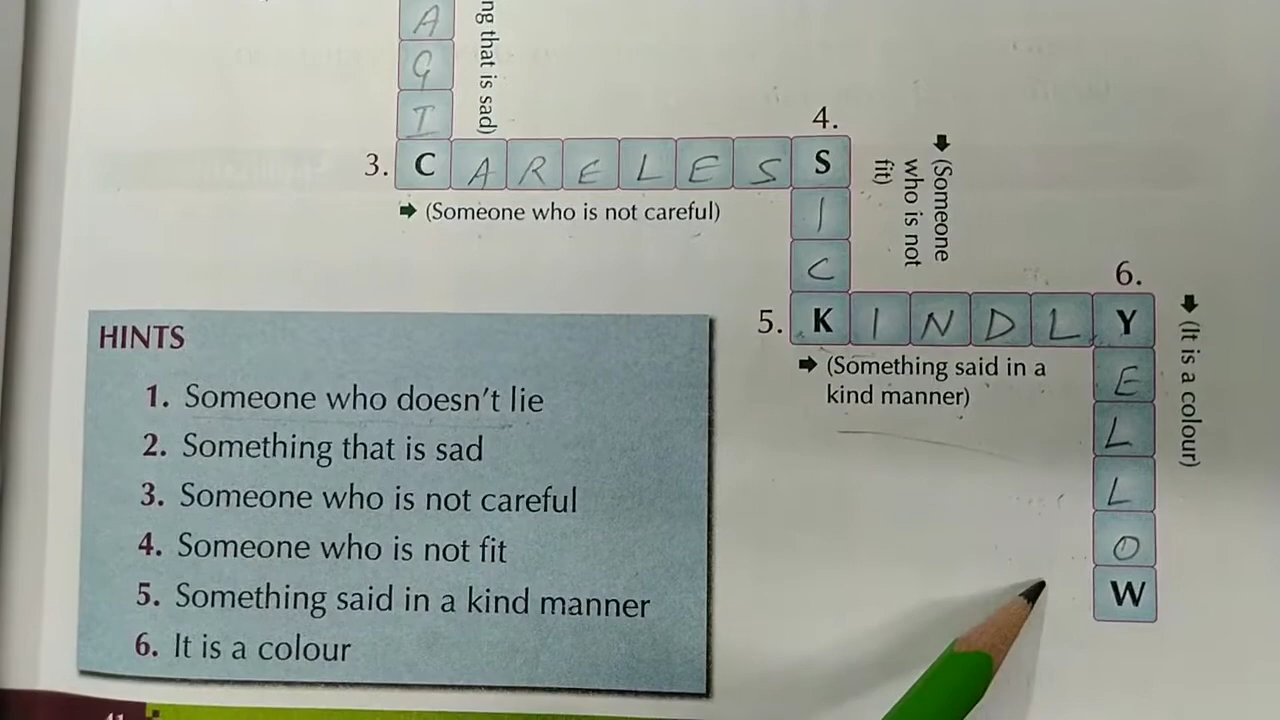 A
G
I
ng that is sad)
4.
3. C A R E L E S S
➡ (Someone who is not careful)
I
C
➡ (Someone
who is not
fit)
6.
5. K I N D L Y
➡ (Something said in a
kind manner)
E
L
L
O
W
➡ (It is a colour)
HINTS
1. Someone who doesn't lie
2. Something that is sad
3. Someone who is not careful
4. Someone who is not fit
5. Something said in a kind manner
6. It is a colour